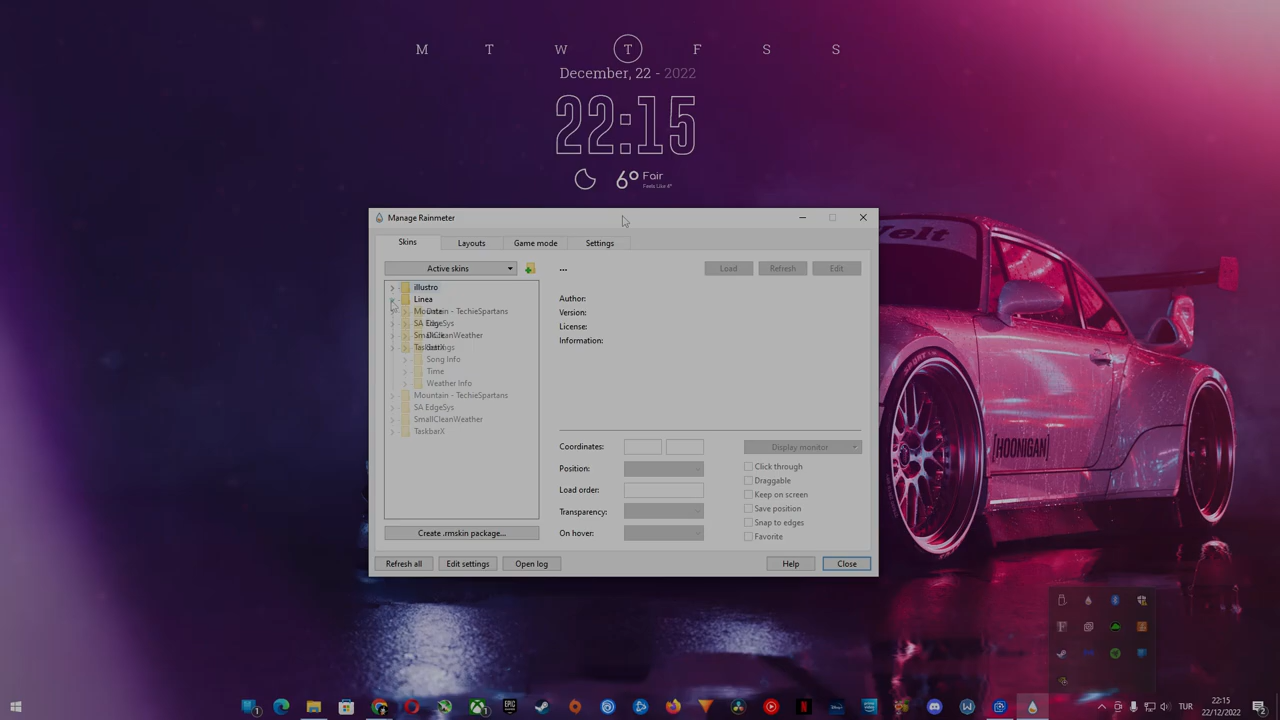 M T W T F S S
December, 22 - 2022
22:15
6° Fair
Feels Like 4°
Welt
Manage Rainmeter
Skins Layouts Game mode Settings
Active skins
...
Load Refresh Edit
illustro
Linea
Mountain - TechieSpartans
SA EdgeSys
SmallCleanWeather
TaskbarX
Song Info
Time
Weather Info
Mountain - TechieSpartans
SA EdgeSys
SmallCleanWeather
TaskbarX
Author:
Version:
License:
Information:
Coordinates:
Display monitor
Position:
Load order:
Transparency:
On hover:
Click through
Draggable
Keep on screen
Save position
Snap to edges
Favorite
Create .rmskin package...
Refresh all Edit settings Open log Help Close
[HOONIGAN]
EPIC
TUR
22:15
22/12/2022